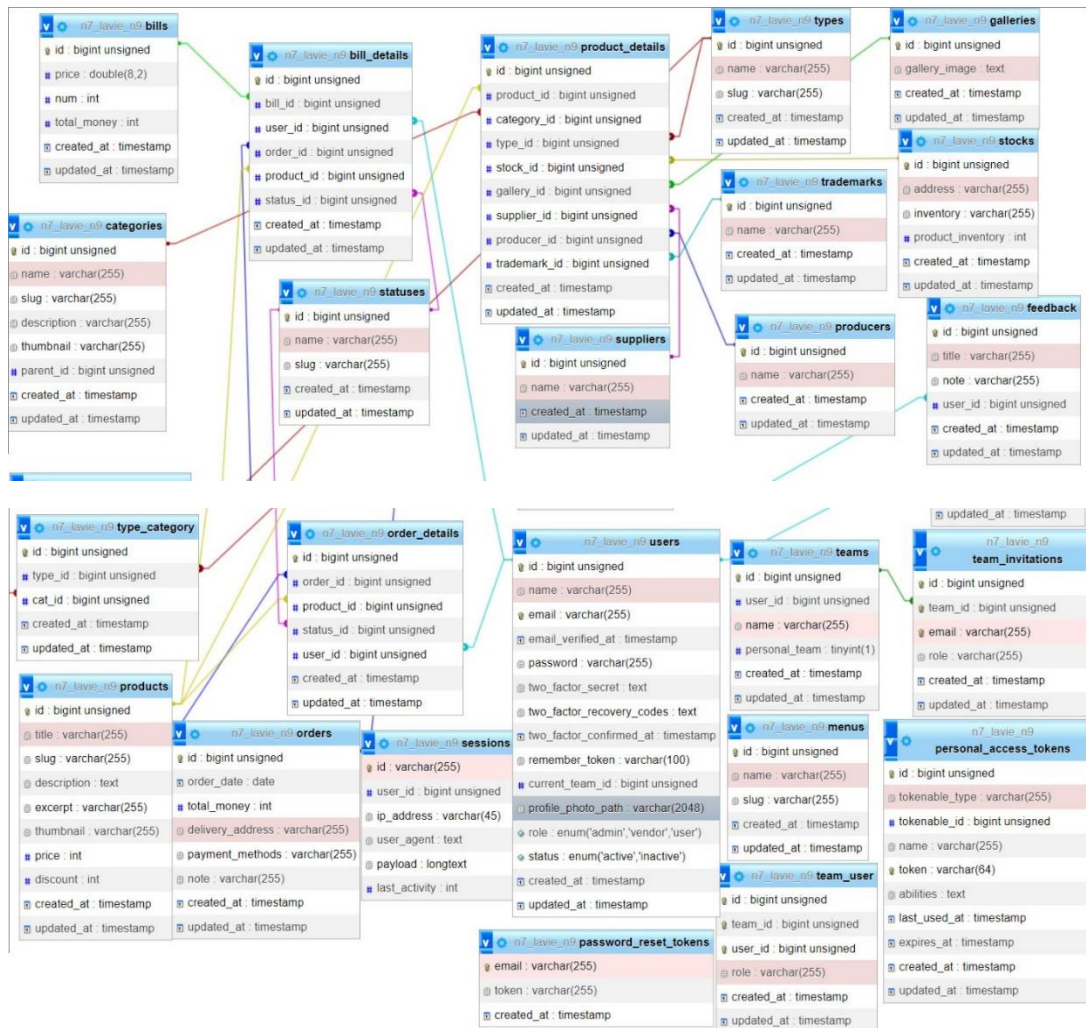 n7_lavie_n9 bills
id : bigint unsigned
price : double(8,2)
num : int
total_money : int
created_at : timestamp
updated_at : timestamp
n7_lavie_n9 bill_details
id : bigint unsigned
bill_id : bigint unsigned
user_id : bigint unsigned
order_id : bigint unsigned
product_id : bigint unsigned
status_id : bigint unsigned
created_at : timestamp
updated_at : timestamp
n7_lavie_n9 product_details
id : bigint unsigned
product_id : bigint unsigned
category_id : bigint unsigned
type_id : bigint unsigned
stock_id : bigint unsigned
gallery_id : bigint unsigned
supplier_id : bigint unsigned
producer_id : bigint unsigned
trademark_id : bigint unsigned
created_at : timestamp
updated_at : timestamp
n7_lavie_n9 types
id : bigint unsigned
name : varchar(255)
slug : varchar(255)
created_at : timestamp
updated_at : timestamp
n7_lavie_n9 galleries
id : bigint unsigned
gallery_image : text
created_at : timestamp
updated_at : timestamp
n7_lavie_n9 stocks
id : bigint unsigned
address : varchar(255)
inventory : varchar(255)
product_inventory : int
created_at : timestamp
updated_at : timestamp
n7_lavie_n9 trademarks
id : bigint unsigned
name : varchar(255)
created_at : timestamp
updated_at : timestamp
n7_lavie_n9 categories
id : bigint unsigned
name : varchar(255)
slug : varchar(255)
description : varchar(255)
thumbnail : varchar(255)
parent_id : bigint unsigned
created_at : timestamp
updated_at : timestamp
n7_lavie_n9 statuses
id : bigint unsigned
name : varchar(255)
slug : varchar(255)
created_at : timestamp
updated_at : timestamp
n7_lavie_n9 suppliers
id : bigint unsigned
name : varchar(255)
created_at : timestamp
updated_at : timestamp
n7_lavie_n9 producers
id : bigint unsigned
name : varchar(255)
created_at : timestamp
updated_at : timestamp
n7_lavie_n9 feedback
id : bigint unsigned
title : varchar(255)
note : varchar(255)
user_id : bigint unsigned
created_at : timestamp
updated_at : timestamp
n7_lavie_n9 type_category
id : bigint unsigned
type_id : bigint unsigned
cat_id : bigint unsigned
created_at : timestamp
updated_at : timestamp
n7_lavie_n9 order_details
id : bigint unsigned
order_id : bigint unsigned
product_id : bigint unsigned
status_id : bigint unsigned
user_id : bigint unsigned
created_at : timestamp
updated_at : timestamp
n7_lavie_n9 users
id : bigint unsigned
name : varchar(255)
email : varchar(255)
email_verified_at : timestamp
password : varchar(255)
two_factor_secret : text
two_factor_recovery_codes : text
two_factor_confirmed_at : timestamp
remember_token : varchar(100)
current_team_id : bigint unsigned
profile_photo_path : varchar(2048)
role : enum('admin','vendor','user')
status : enum('active','inactive')
created_at : timestamp
updated_at : timestamp
n7_lavie_n9 teams
id : bigint unsigned
user_id : bigint unsigned
name : varchar(255)
personal_team : tinyint(1)
created_at : timestamp
updated_at : timestamp
updated_at : timestamp
n7_lavie_n9
team_invitations
id : bigint unsigned
team_id : bigint unsigned
email : varchar(255)
role : varchar(255)
created_at : timestamp
updated_at : timestamp
n7_lavie_n9 products
id : bigint unsigned
title : varchar(255)
slug : varchar(255)
description : text
excerpt : varchar(255)
thumbnail : varchar(255)
price : int
discount : int
created_at : timestamp
updated_at : timestamp
n7_lavie_n9 orders
id : bigint unsigned
order_date : date
total_money : int
delivery_address : varchar(255)
payment_methods : varchar(255)
note : varchar(255)
created_at : timestamp
updated_at : timestamp
n7_lavie_n9 sessions
id : varchar(255)
user_id : bigint unsigned
ip_address : varchar(45)
user_agent : text
payload : longtext
last_activity : int
n7_lavie_n9 menus
id : bigint unsigned
name : varchar(255)
slug : varchar(255)
created_at : timestamp
updated_at : timestamp
n7_lavie_n9
personal_access_tokens
id : bigint unsigned
tokenable_type : varchar(255)
tokenable_id : bigint unsigned
name : varchar(255)
token : varchar(64)
abilities : text
last_used_at : timestamp
expires_at : timestamp
created_at : timestamp
updated_at : timestamp
n7_lavie_n9 team_user
id : bigint unsigned
team_id : bigint unsigned
user_id : bigint unsigned
role : varchar(255)
created_at : timestamp
updated_at : timestamp
n7_lavie_n9 password_reset_tokens
email : varchar(255)
token : varchar(255)
created_at : timestamp